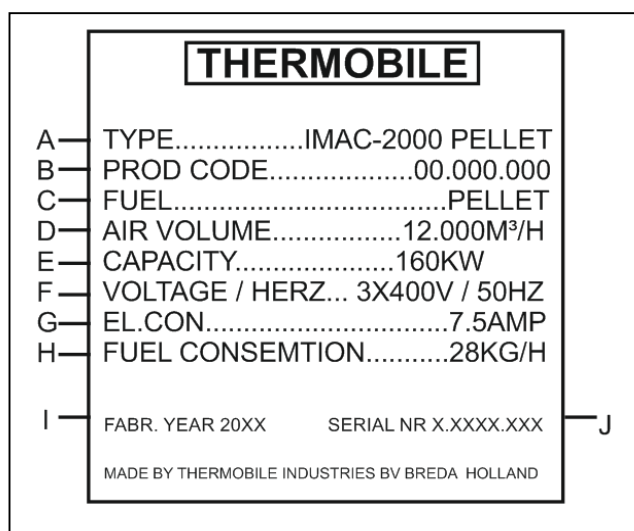 THERMOBILE
A TYPE.................IMAC-2000 PELLET
B PROD CODE...................00.000.000
C FUEL....................................PELLET
D AIR VOLUME.................12.000M³/H
E CAPACITY.....................160KW
F VOLTAGE / HERZ... 3X400V / 50HZ
G EL.CON................................7.5AMP
H FUEL CONSEMTION...........28KG/H
I FABR. YEAR 20XX SERIAL NR X.XXXX.XXX J
MADE BY THERMOBILE INDUSTRIES BV BREDA HOLLAND